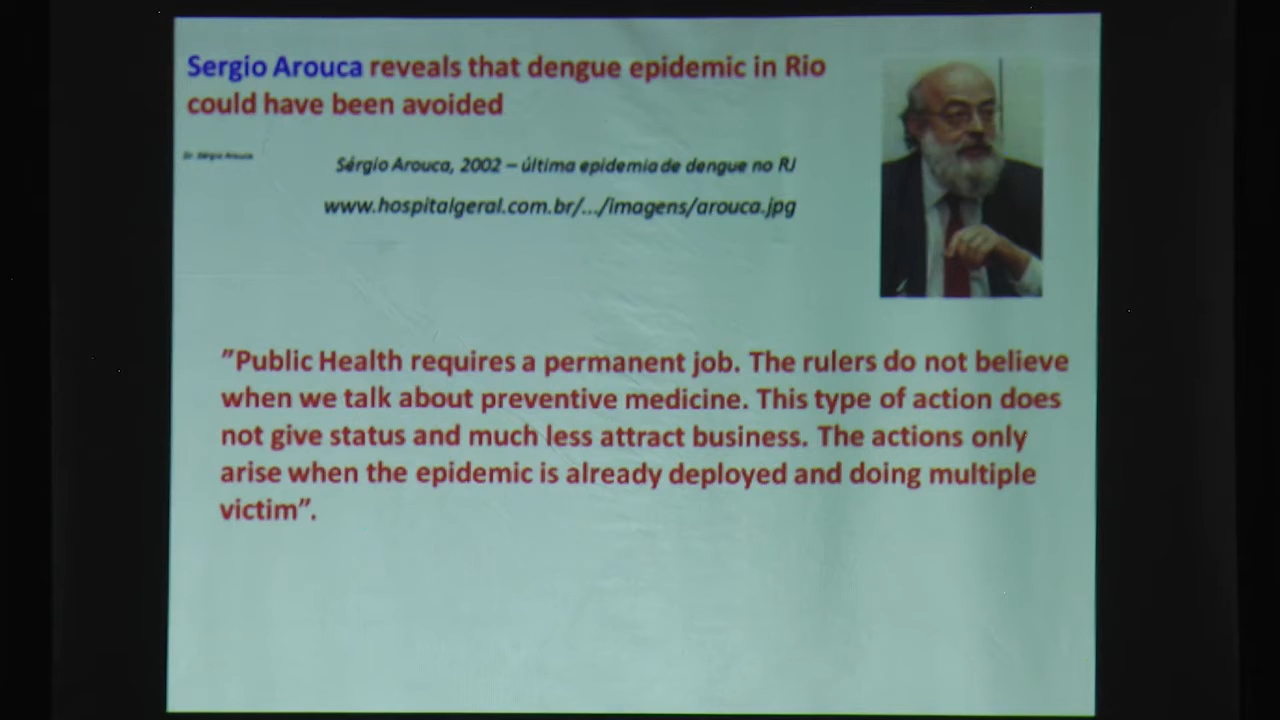 Sergio Arouca reveals that dengue epidemic in Rio
could have been avoided
Dr. Sérgio Arouca
Sérgio Arouca, 2002 – última epidemia de dengue no RJ
www.hospitalgeral.com.br/.../imagens/arouca.jpg
”Public Health requires a permanent job. The rulers do not believe
when we talk about preventive medicine. This type of action does
not give status and much less attract business. The actions only
arise when the epidemic is already deployed and doing multiple
victim”.